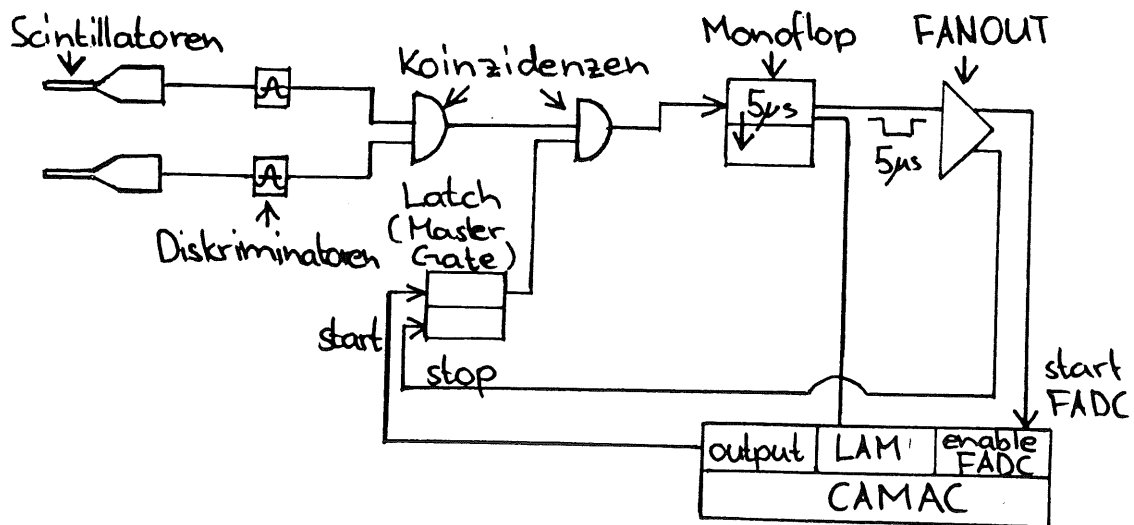 Scintillatoren
Koinzidenzen
Monoflop
FANOUT
5µs
5µs
Diskriminatoren
Latch
(Master
Gate)
start
stop
start
FADC
output
LAM
enable
FADC
CAMAC